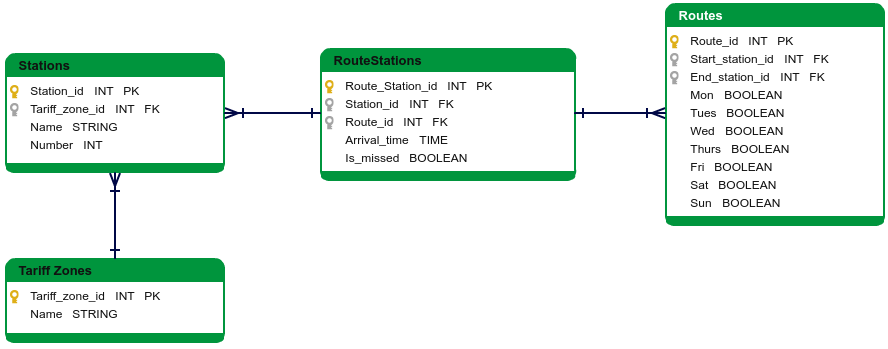 Stations
Station_id INT PK
Tariff_zone_id INT FK
Name STRING
Number INT
RouteStations
Route_Station_id INT PK
Station_id INT FK
Route_id INT FK
Arrival_time TIME
Is_missed BOOLEAN
Routes
Route_id INT PK
Start_station_id INT FK
End_station_id INT FK
Mon BOOLEAN
Tues BOOLEAN
Wed BOOLEAN
Thurs BOOLEAN
Fri BOOLEAN
Sat BOOLEAN
Sun BOOLEAN
Tariff Zones
Tariff_zone_id INT PK
Name STRING